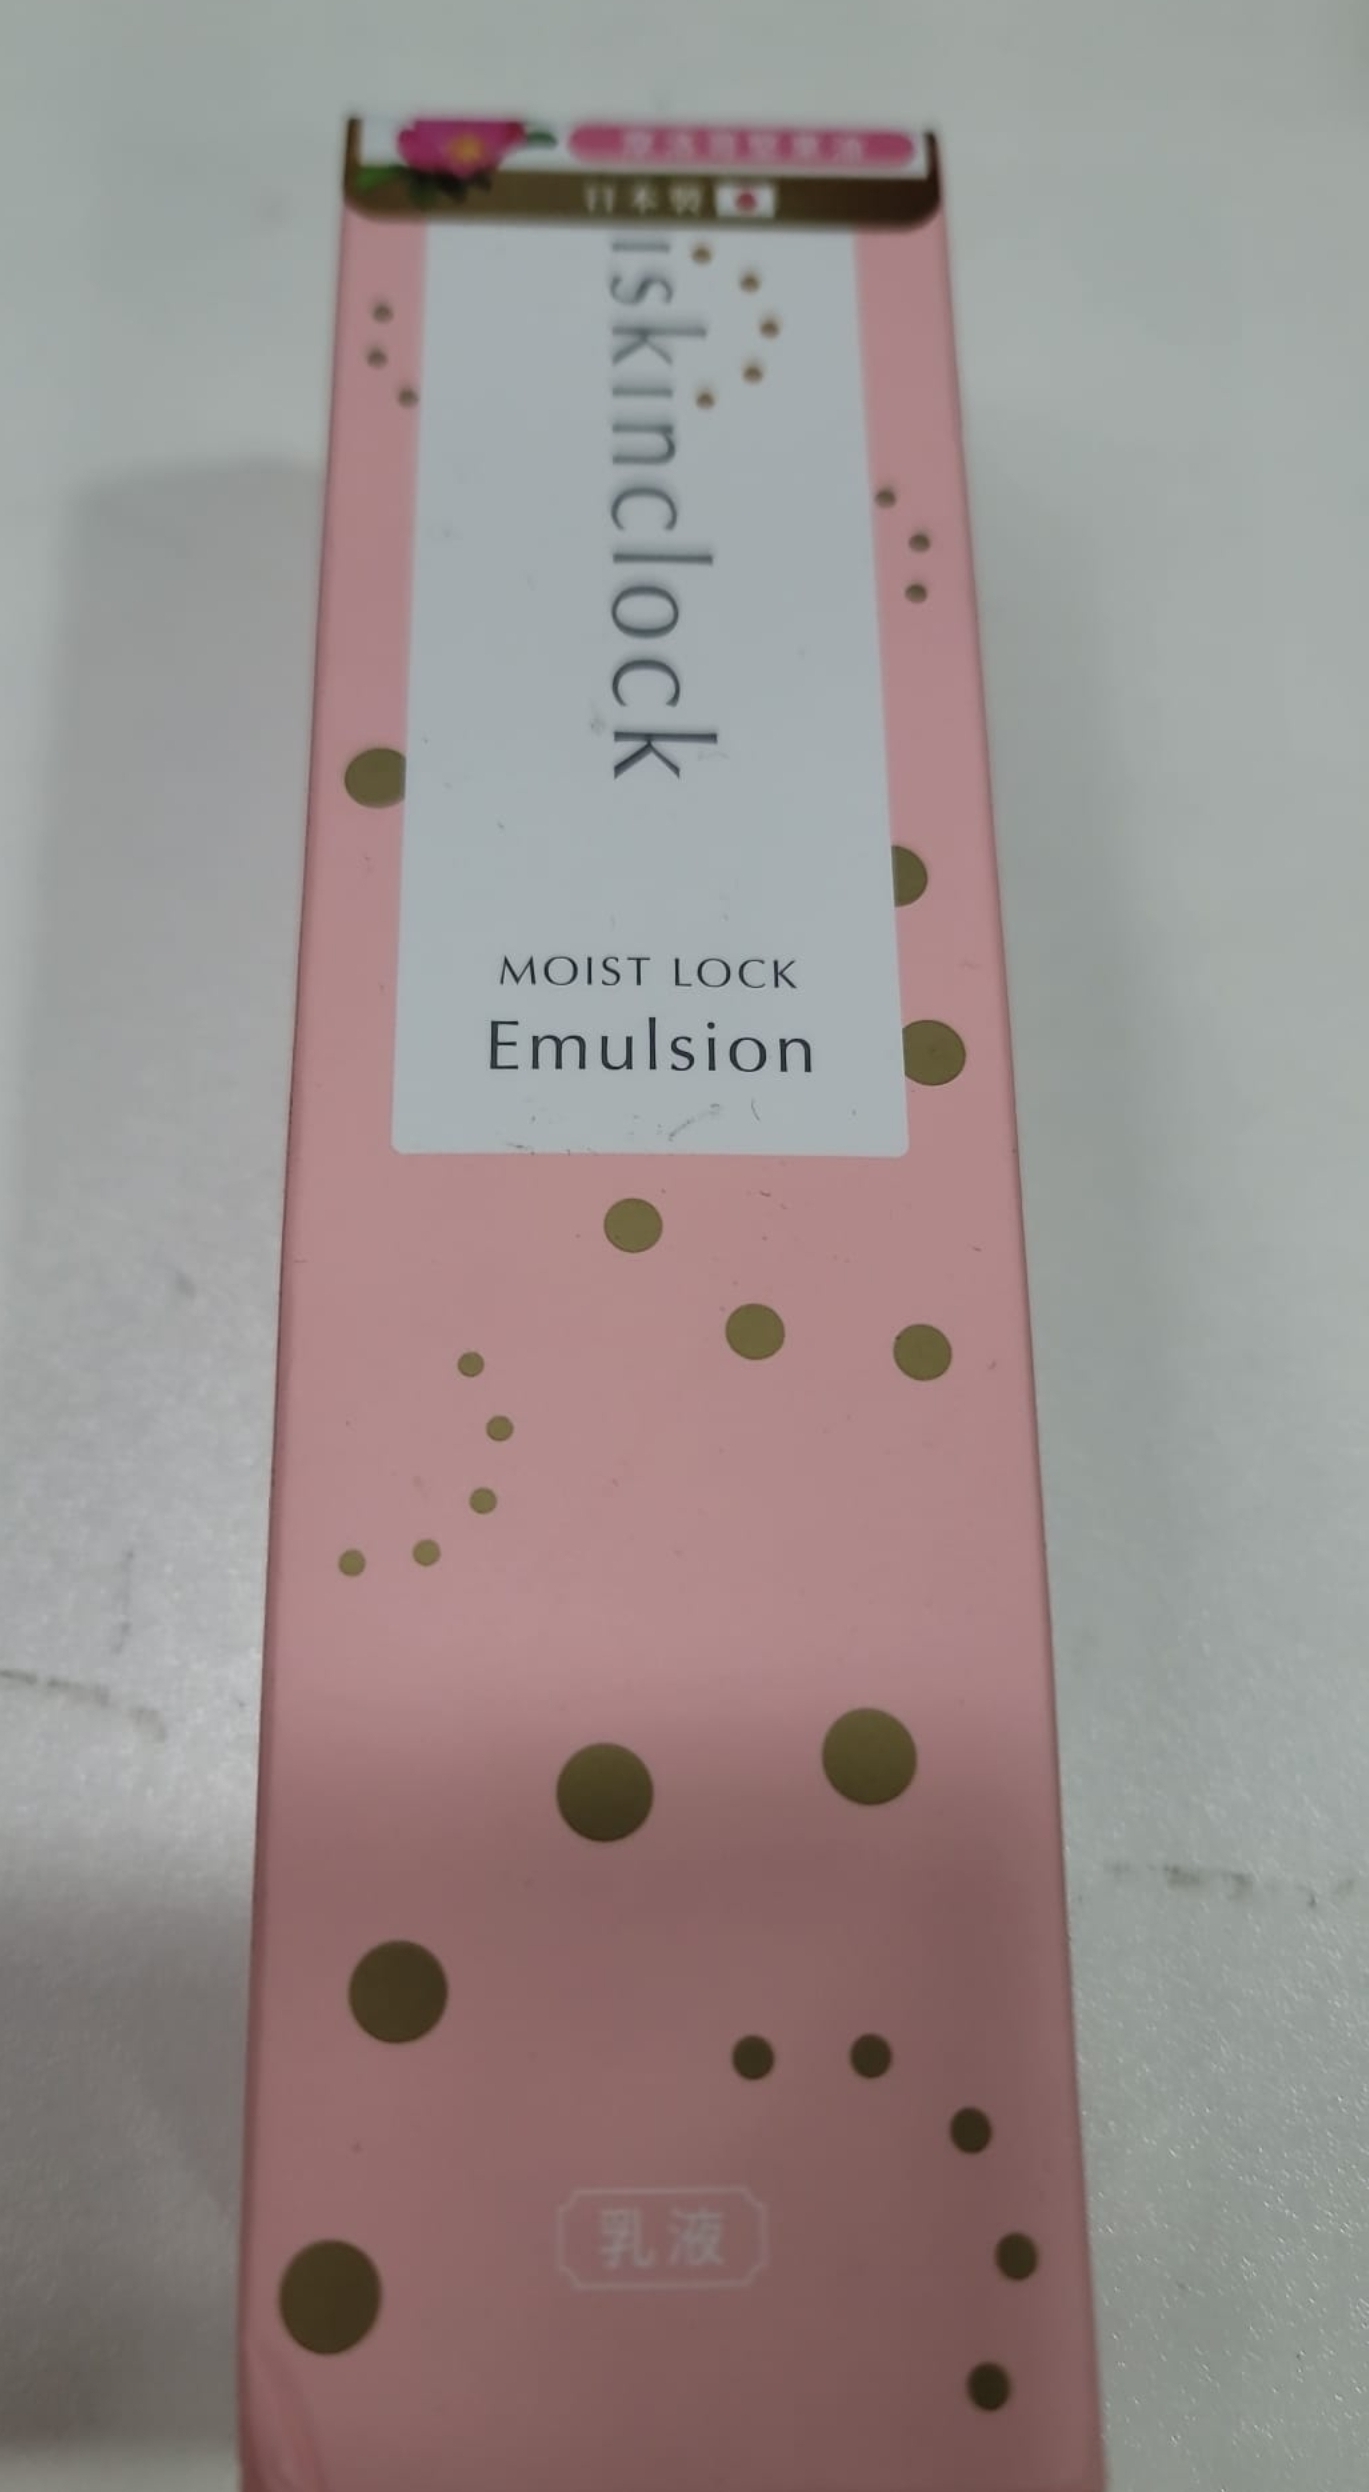 日本製
iskinclock
MOIST LOCK
Emulsion
乳液